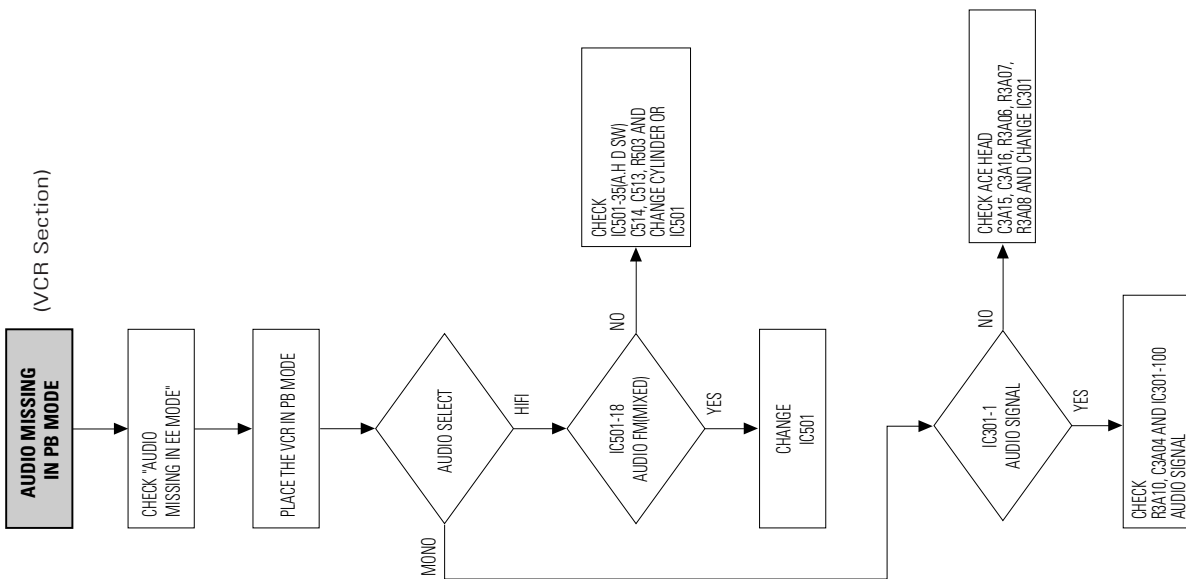 (VCR Section)
AUDIO MISSING
IN PB MODE
CHECK "AUDIO
MISSING IN EE MODE"
PLACE THE VCR IN PB MODE
AUDIO SELECT
MONO
HIFI
IC501-18
AUDIO FM(MIXED)
NO
CHECK
IC501-35(A.H D SW)
C514, C513, R503 AND
CHANGE CYLINDER OR
IC501
YES
CHANGE
IC501
IC301-1
AUDIO SIGNAL
NO
CHECK ACE HEAD
C3A15, C3A16, R3A06, R3A07,
R3A08 AND CHANGE IC301
YES
CHECK
R3A10, C3A04 AND IC301-100
AUDIO SIGNAL